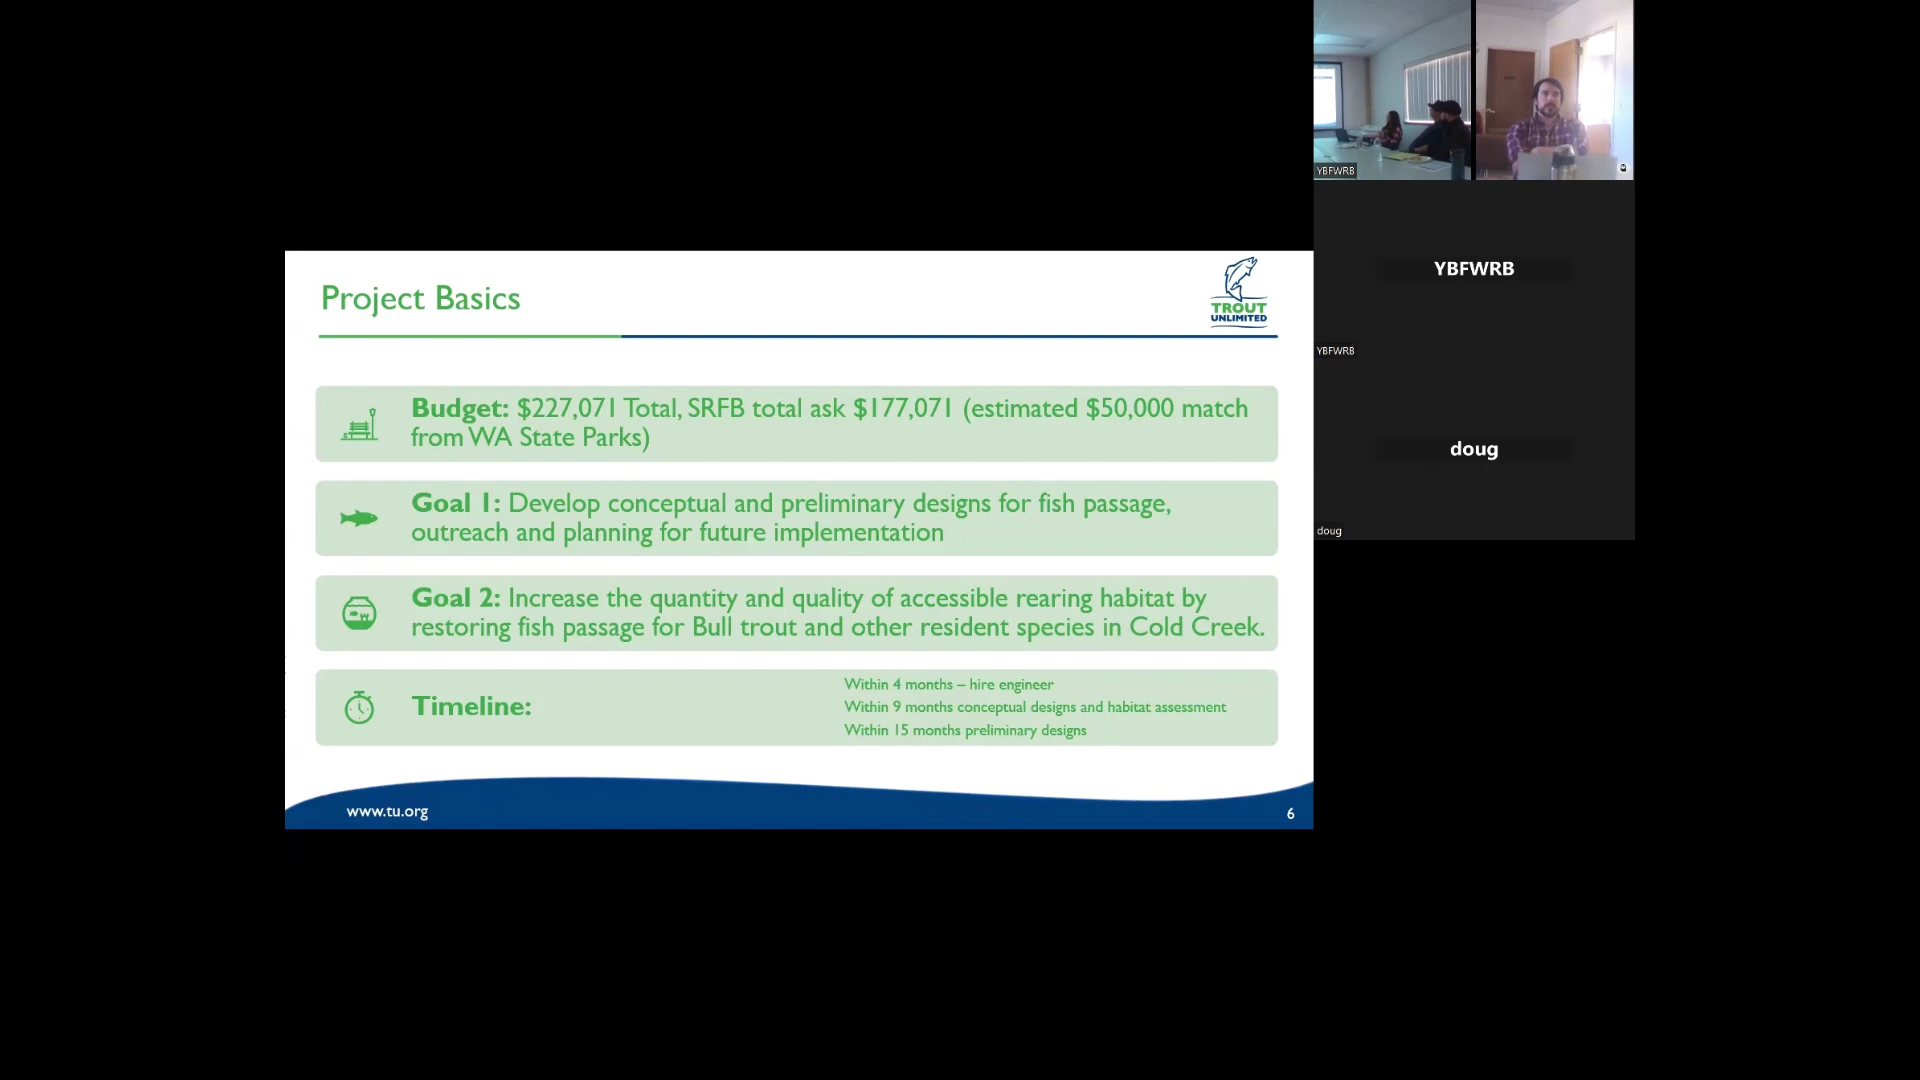 Project Basics
TROUT
UNLIMITED
Budget: $227,071 Total, SRFB total ask $177,071 (estimated $50,000 match
from WA State Parks)
Goal 1: Develop conceptual and preliminary designs for fish passage,
outreach and planning for future implementation
Goal 2: Increase the quantity and quality of accessible rearing habitat by
restoring fish passage for Bull trout and other resident species in Cold Creek.
Timeline:
Within 4 months – hire engineer
Within 9 months conceptual designs and habitat assessment
Within 15 months preliminary designs
www.tu.org
6
YBFWRB
YBFWRB
YBFWRB
doug
doug